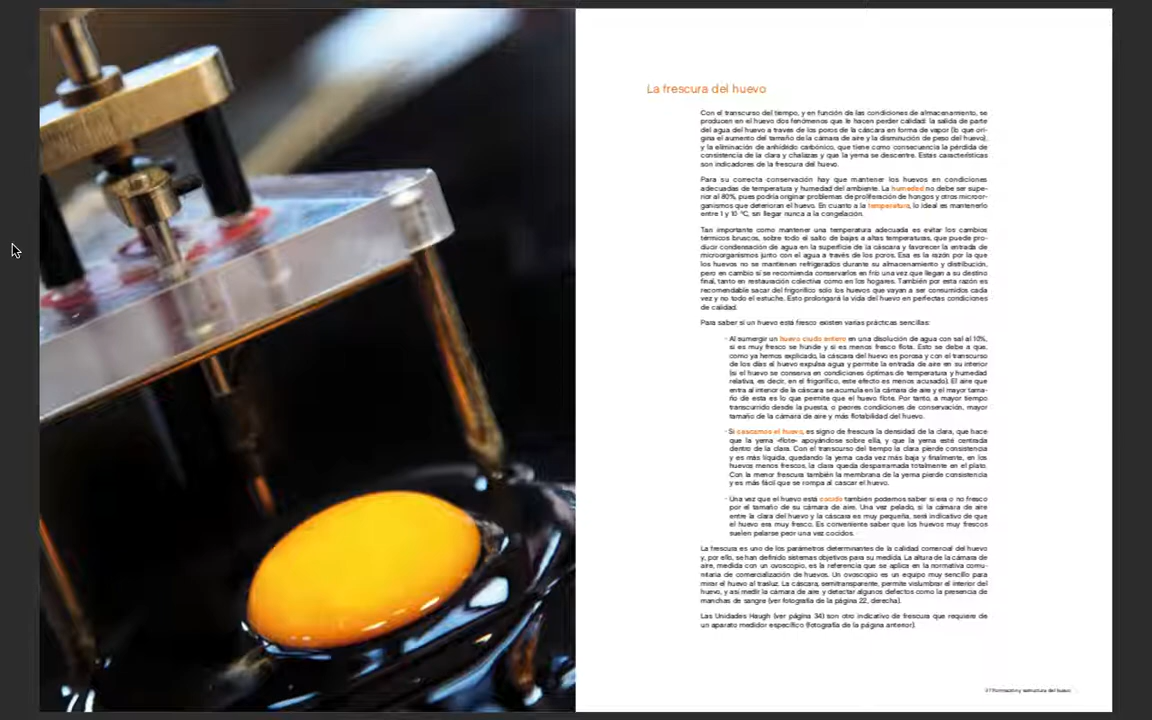 La frescura del huevo
Con el transcurso del tiempo, y en función de las condiciones de almacenamiento, se
producen en el huevo dos fenómenos que le hacen perder calidad: la salida de parte
del agua del huevo a través de los poros de la cáscara en forma de vapor (lo que ori-
gina el aumento del tamaño de la cámara de aire y la disminución de peso del huevo),
y la eliminación de anhídrido carbónico, que tiene como consecuencia la pérdida de
consistencia de la clara y chalazas y que la yema se descentre. Estas características
son indicadores de la frescura del huevo.
Para su correcta conservación hay que mantener los huevos en condiciones
adecuadas de temperatura y humedad del ambiente. La humedad no debe ser supe-
rior al 80%, pues podría originar problemas de proliferación de hongos y otros microor-
ganismos que deterioran el huevo. En cuanto a la temperatura, lo ideal es mantenerlo
entre 1 y 10 °C, sin llegar nunca a la congelación.
Tan importante como mantener una temperatura adecuada es evitar los cambios
térmicos bruscos, sobre todo el salto de bajas a altas temperaturas, que puede pro-
ducir condensación de agua en la superficie de la cáscara y favorecer la entrada de
microorganismos junto con el agua a través de los poros. Esa es la razón por la que
los huevos no se mantienen refrigerados durante su almacenamiento y distribución,
pero en cambio sí se recomienda conservarlos en frío una vez que llegan a su destino
final, tanto en restauración colectiva como en los hogares. También por esta razón es
recomendable sacar del frigorífico solo los huevos que vayan a ser consumidos cada
vez y no todo el estuche. Esto prolongará la vida del huevo en perfectas condiciones
de calidad.
Para saber si un huevo está fresco existen varias prácticas sencillas:
· Al sumergir un huevo crudo entero en una disolución de agua con sal al 10%,
si es muy fresco se hunde y si es menos fresco flota. Esto se debe a que,
como ya hemos explicado, la cáscara del huevo es porosa y con el transcurso
de los días el huevo expulsa agua y permite la entrada de aire en su interior
(si el huevo se conserva en condiciones óptimas de temperatura y humedad
relativa, es decir, en el frigorífico, este efecto es menos acusado). El aire que
entra al interior de la cáscara se acumula en la cámara de aire y el mayor tama-
ño de esta es lo que permite que el huevo flote. Por tanto, a mayor tiempo
transcurrido desde la puesta, o peores condiciones de conservación, mayor
tamaño de la cámara de aire y más flotabilidad del huevo.
· Si cascamos el huevo, es signo de frescura la densidad de la clara, que hace
que la yema «flote» apoyándose sobre ella, y que la yema esté centrada
dentro de la clara. Con el transcurso del tiempo la clara pierde consistencia
y es más líquida, quedando la yema cada vez más baja y finalmente, en los
huevos menos frescos, la clara queda desparramada totalmente en el plato.
Con la menor frescura también la membrana de la yema pierde consistencia
y es más fácil que se rompa al cascar el huevo.
· Una vez que el huevo está cocido también podemos saber si era o no fresco
por el tamaño de su cámara de aire. Una vez pelado, si la cámara de aire
entre la clara del huevo y la cáscara es muy pequeña, será indicativo de que
el huevo era muy fresco. Es conveniente saber que los huevos muy frescos
suelen pelarse peor una vez cocidos.
La frescura es uno de los parámetros determinantes de la calidad comercial del huevo
y, por ello, se han definido sistemas objetivos para su medida. La altura de la cámara de
aire, medida con un ovoscopio, es la referencia que se aplica en la normativa comu-
nitaria de comercialización de huevos. Un ovoscopio es un equipo muy sencillo para
mirar el huevo al trasluz. La cáscara, semitransparente, permite vislumbrar el interior del
huevo, y así medir la cámara de aire y detectar algunos defectos como la presencia de
manchas de sangre (ver fotografía de la página 22, derecha).
Las Unidades Haugh (ver página 34) son otro indicativo de frescura que requiere de
un aparato medidor específico (fotografía de la página anterior).
Formación y estructura del huevo